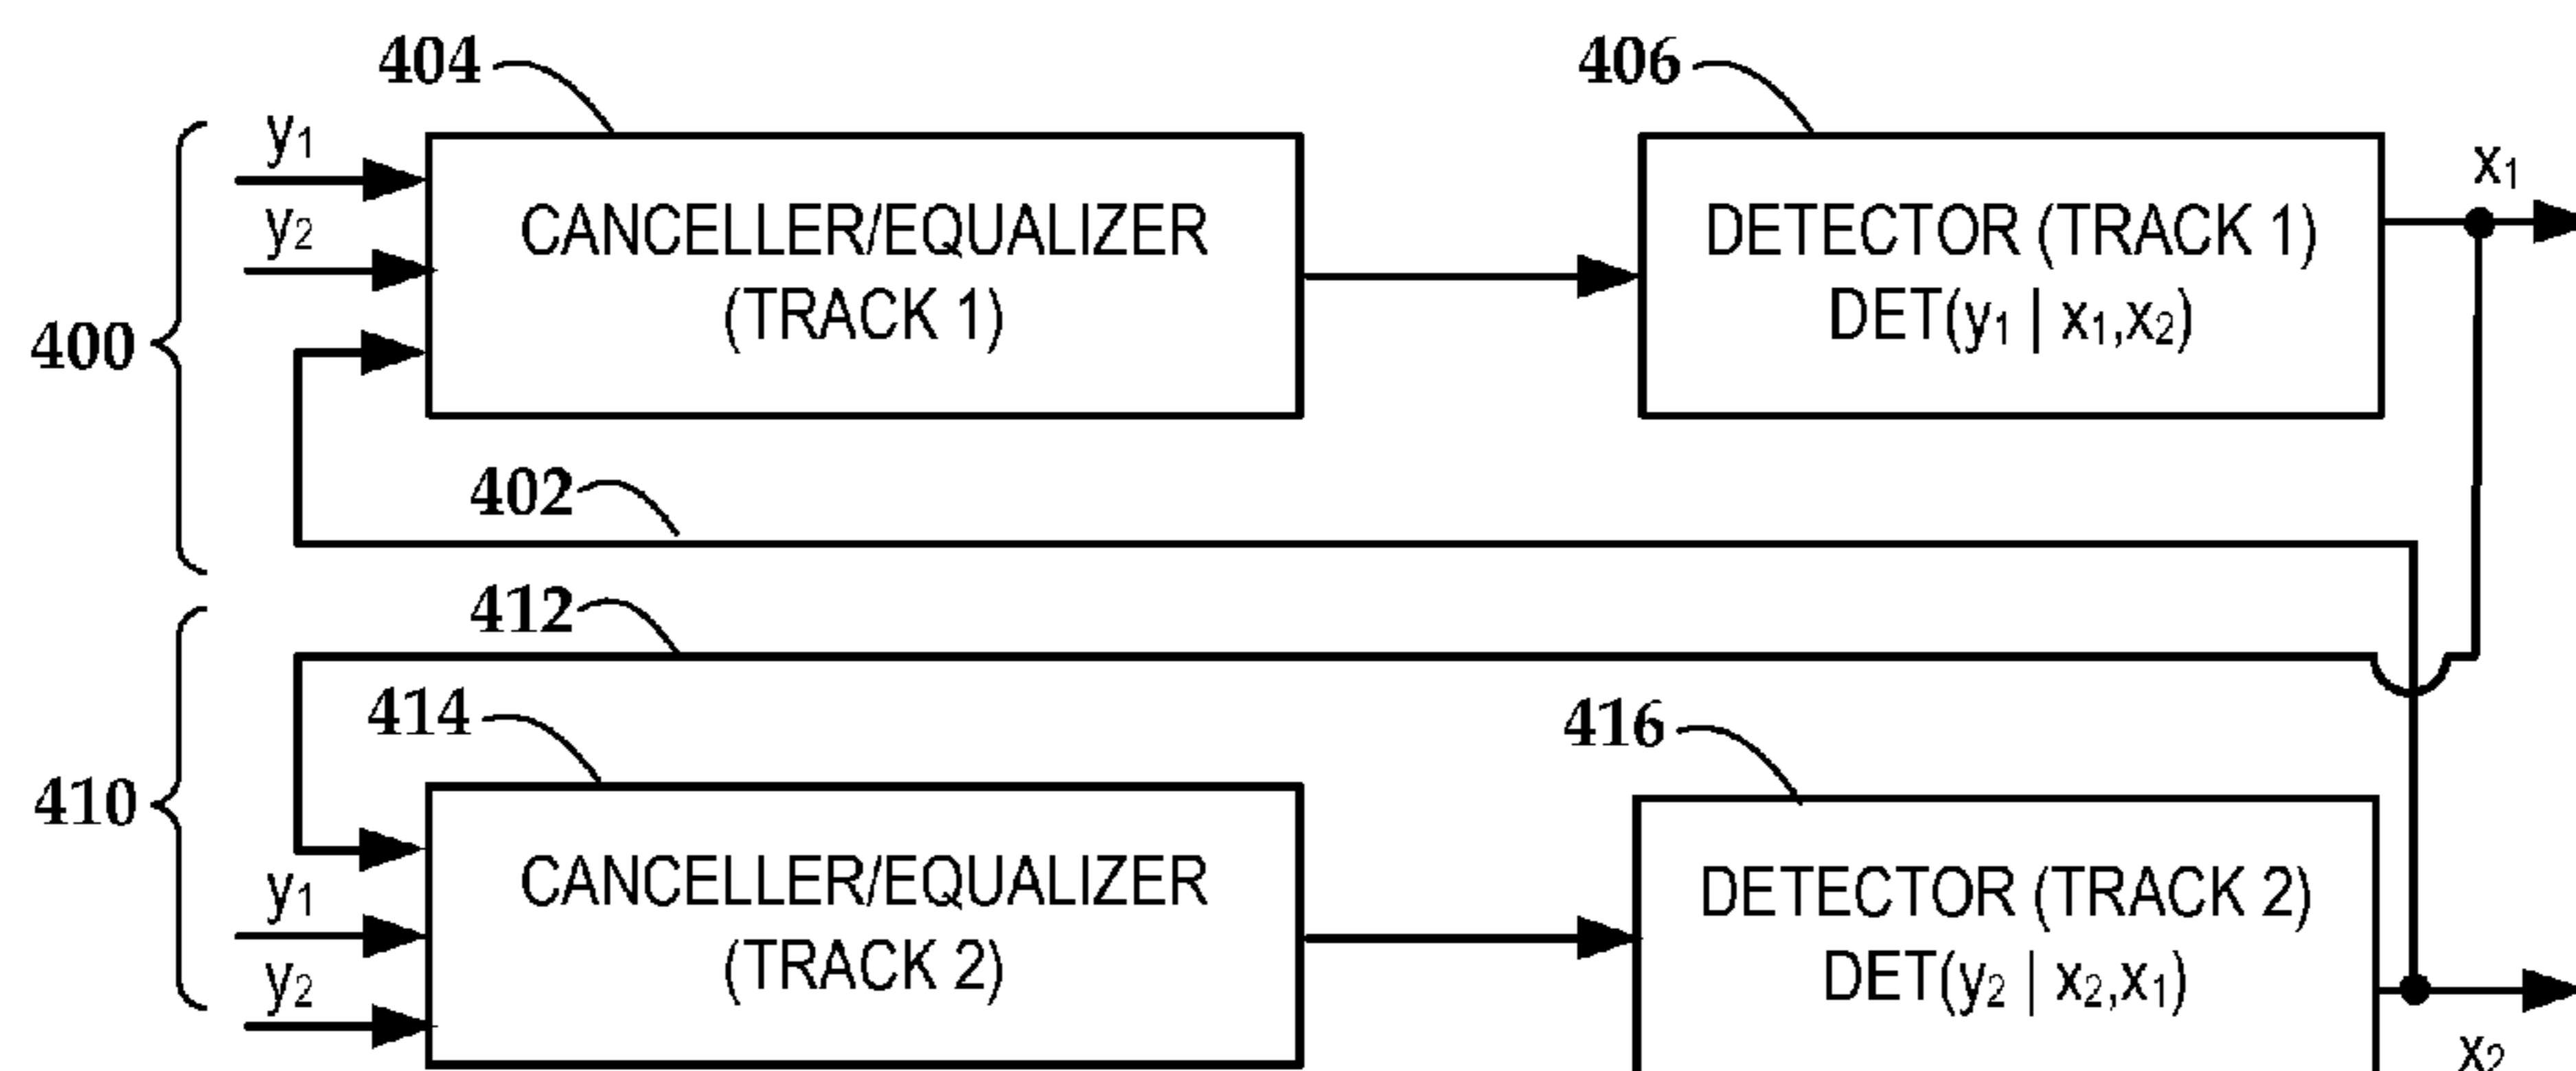 404
406
y₁
y₂
CANCELLER/EQUALIZER
(TRACK 1)
DETECTOR (TRACK 1)
DET(y₁ | x₁,x₂)
x₁
400
402
412
414
416
410
y₁
y₂
CANCELLER/EQUALIZER
(TRACK 2)
DETECTOR (TRACK 2)
DET(y₂ | x₂,x₁)
x₂